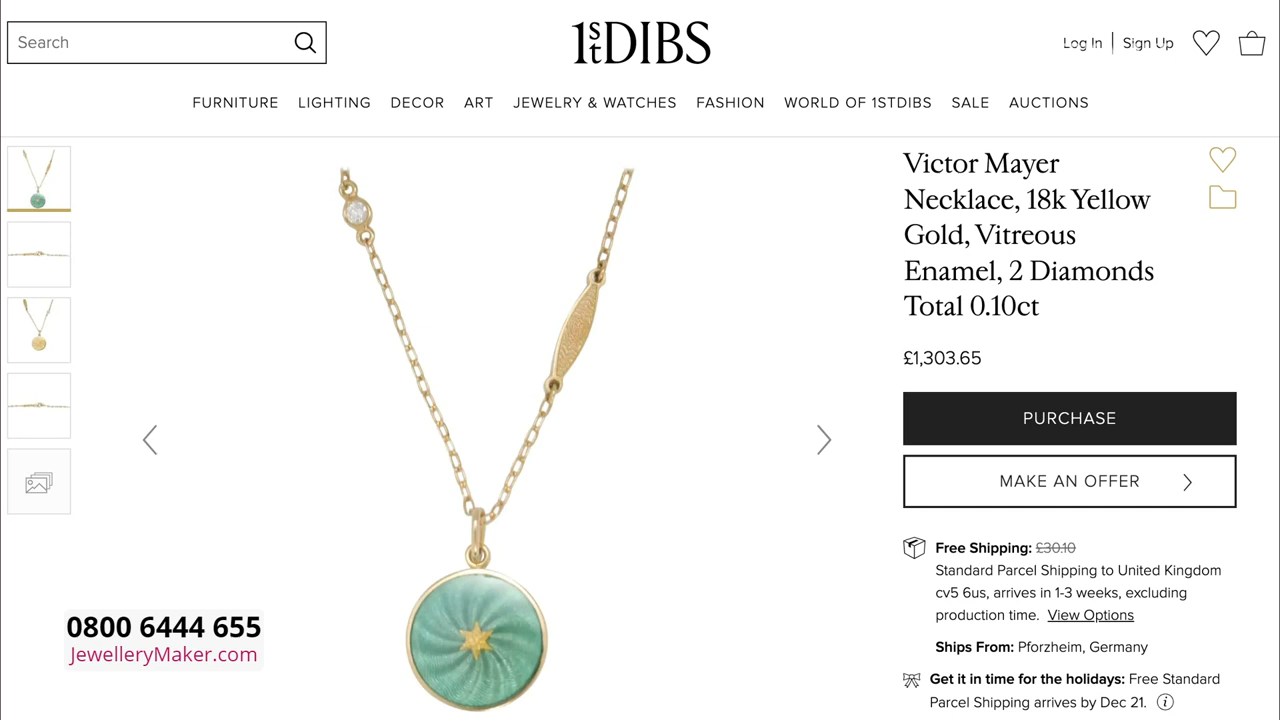 Search
1stDIBS
Log In
Sign Up
FURNITURE LIGHTING DECOR ART JEWELRY & WATCHES FASHION WORLD OF 1STDIBS SALE AUCTIONS
Victor Mayer
Necklace, 18k Yellow
Gold, Vitreous
Enamel, 2 Diamonds
Total 0.10ct
£1,303.65
PURCHASE
MAKE AN OFFER
Free Shipping: £30.10
Standard Parcel Shipping to United Kingdom
cv5 6us, arrives in 1-3 weeks, excluding
production time. View Options
Ships From: Pforzheim, Germany
Get it in time for the holidays: Free Standard
Parcel Shipping arrives by Dec 21.
0800 6444 655
JewelleryMaker.com